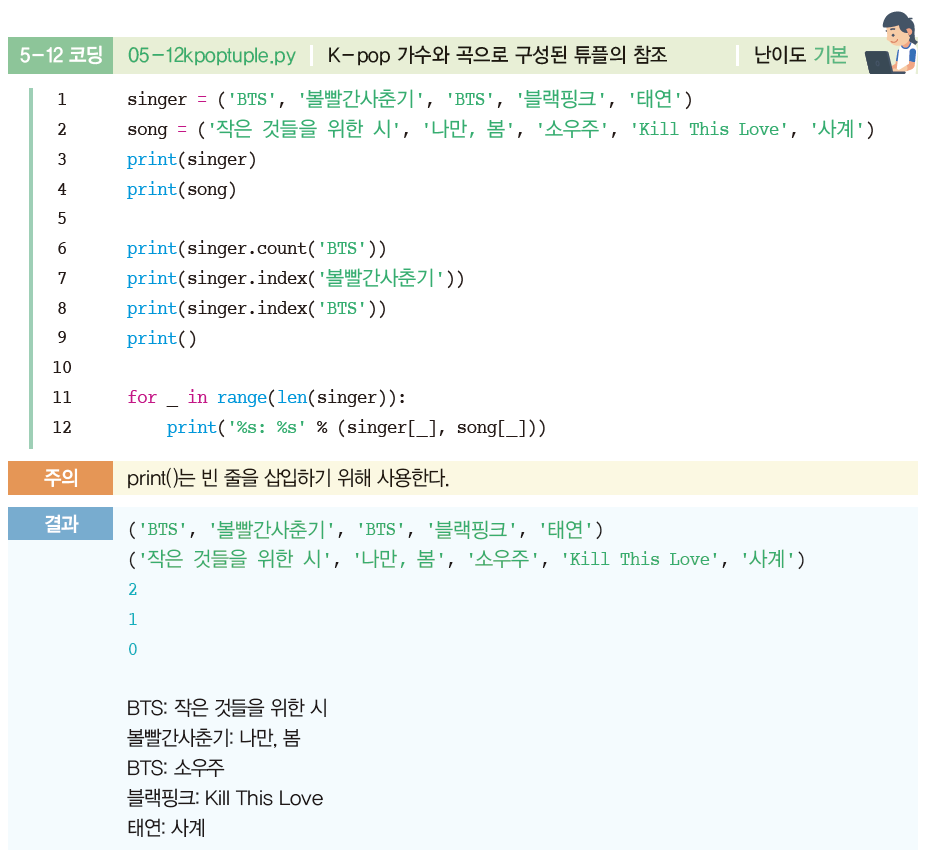 5-12 코딩 05-12kpoptuple.py K-pop 가수와 곡으로 구성된 튜플의 참조 난이도 기본
1 singer = ('BTS', '볼빨간사춘기', 'BTS', '블랙핑크', '태연')
2 song = ('작은 것들을 위한 시', '나만, 봄', '소우주', 'Kill This Love', '사계')
3 print(singer)
4 print(song)
5
6 print(singer.count('BTS'))
7 print(singer.index('볼빨간사춘기'))
8 print(singer.index('BTS'))
9 print()
10
11 for _ in range(len(singer)):
12     print('%s: %s' % (singer[_], song[_]))
주의 print()는 빈 줄을 삽입하기 위해 사용한다.
결과 ('BTS', '볼빨간사춘기', 'BTS', '블랙핑크', '태연')
('작은 것들을 위한 시', '나만, 봄', '소우주', 'Kill This Love', '사계')
2
1
0
BTS: 작은 것들을 위한 시
볼빨간사춘기: 나만, 봄
BTS: 소우주
블랙핑크: Kill This Love
태연: 사계